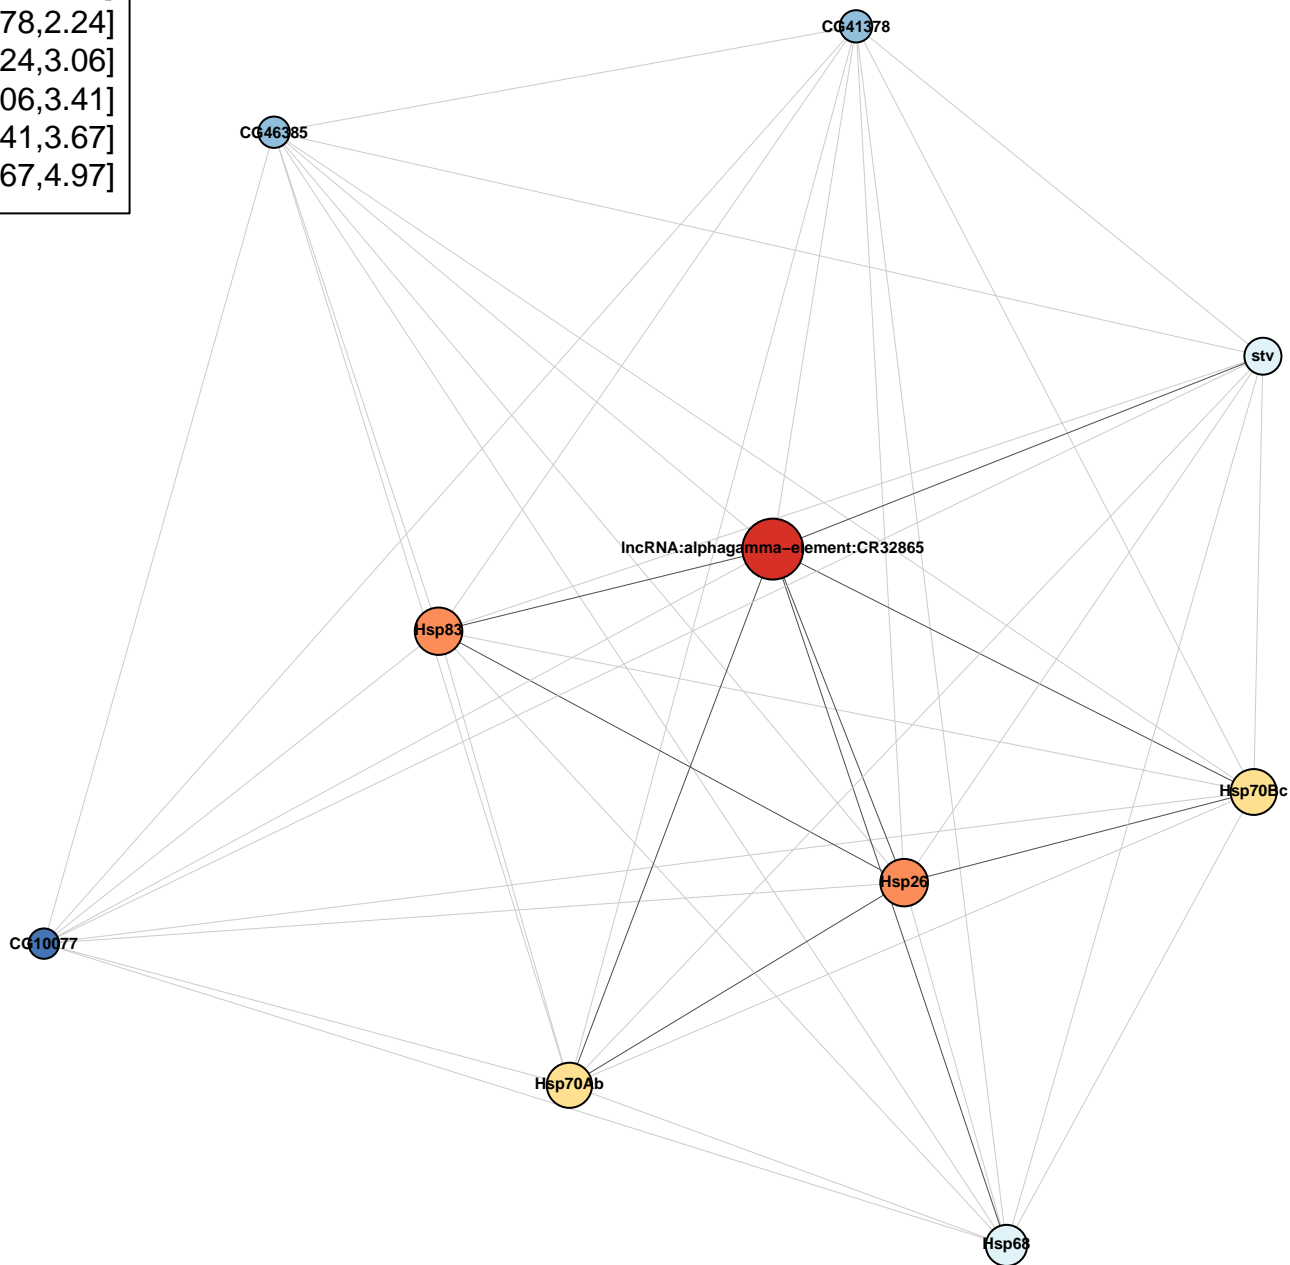 78,2.24]
24,3.06]
06,3.41]
41,3.67]
67,4.97]
CG41378
CG46385
stv
lncRNA:alphagamma–element:CR32865
Hsp83
Hsp70Bc
Hsp26
CG10077
Hsp70Ab
Hsp68